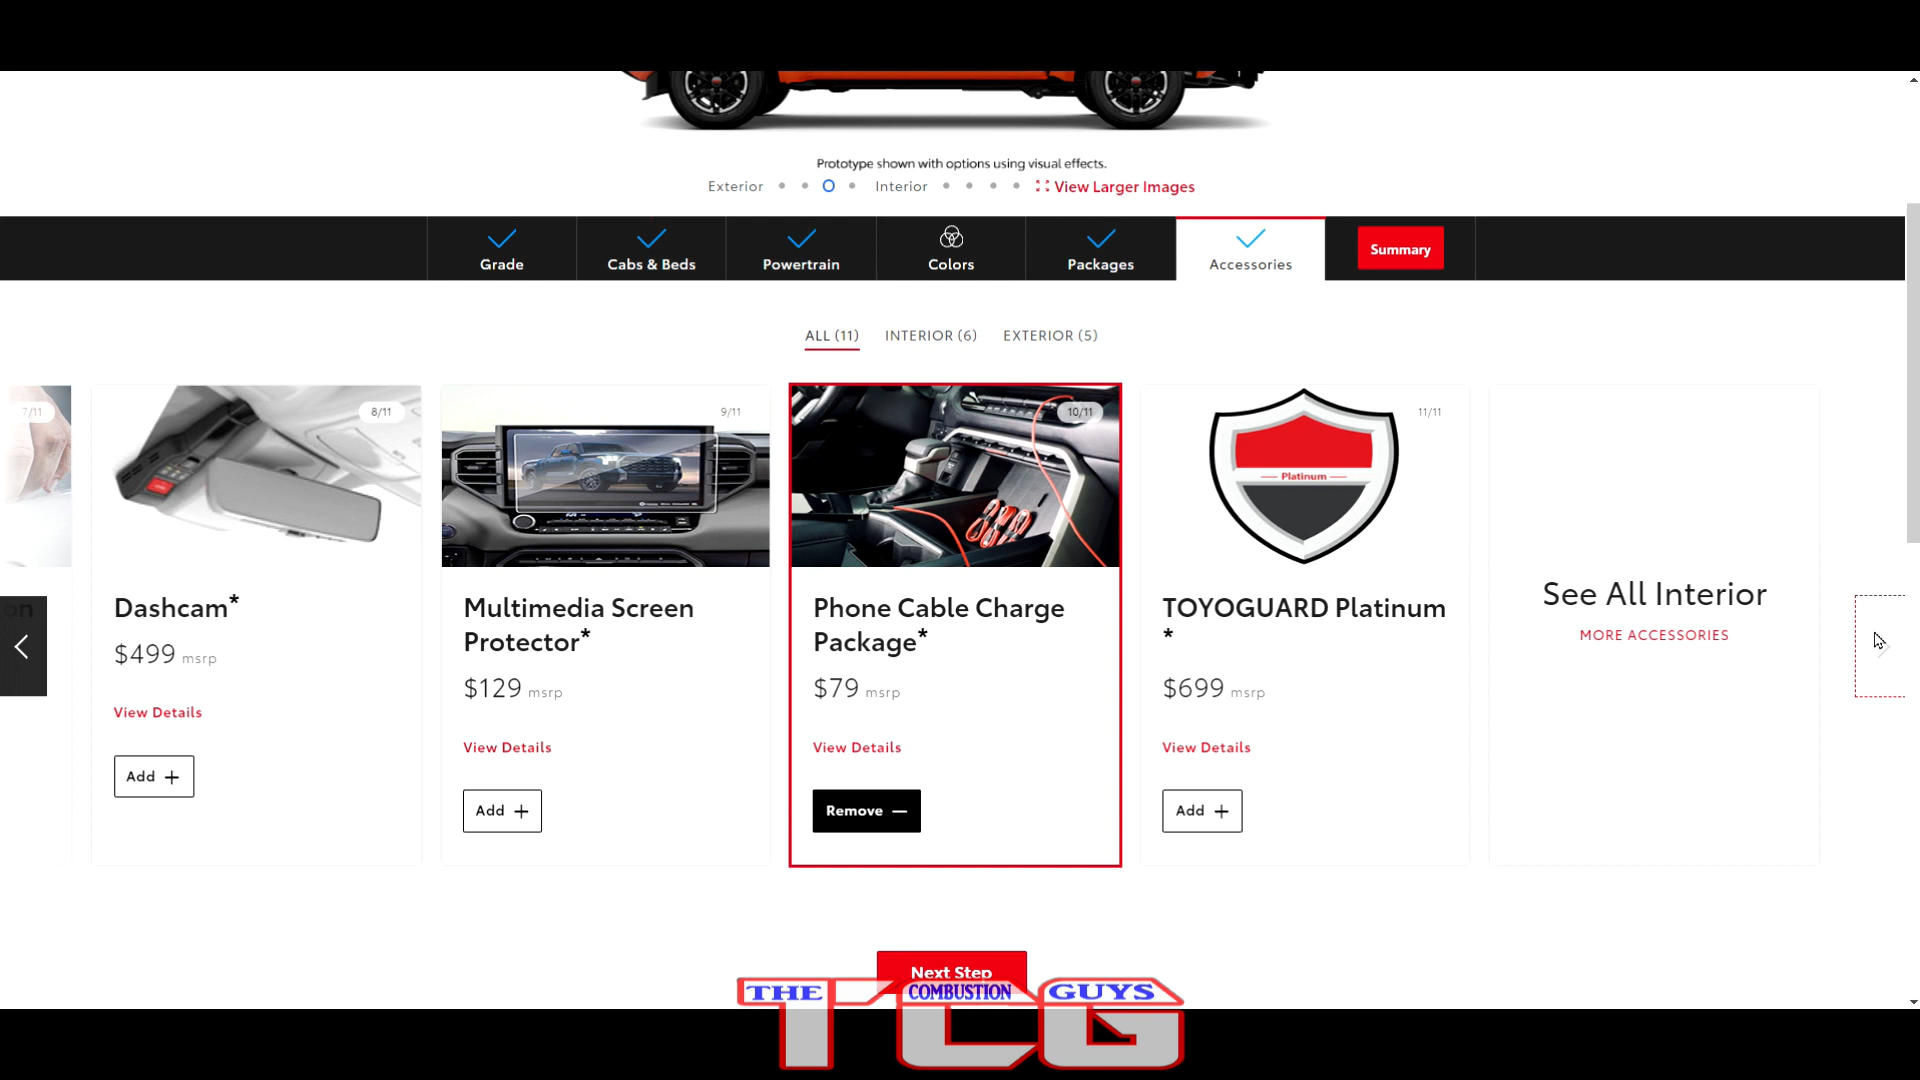 Prototype shown with options using visual effects.
Exterior Interior View Larger Images
Grade Cabs & Beds Powertrain Colors Packages Accessories Summary
ALL (11) INTERIOR (6) EXTERIOR (5)
7/11
on
8/11
Dashcam*
$499 msrp
View Details
Add +
9/11
Multimedia Screen
Protector*
$129 msrp
View Details
Add +
10/11
Phone Cable Charge
Package*
$79 msrp
View Details
Remove —
11/11
Platinum
TOYOGUARD Platinum
*
$699 msrp
View Details
Add +
See All Interior
MORE ACCESSORIES
Next Step
THE COMBUSTION GUYS
TCG